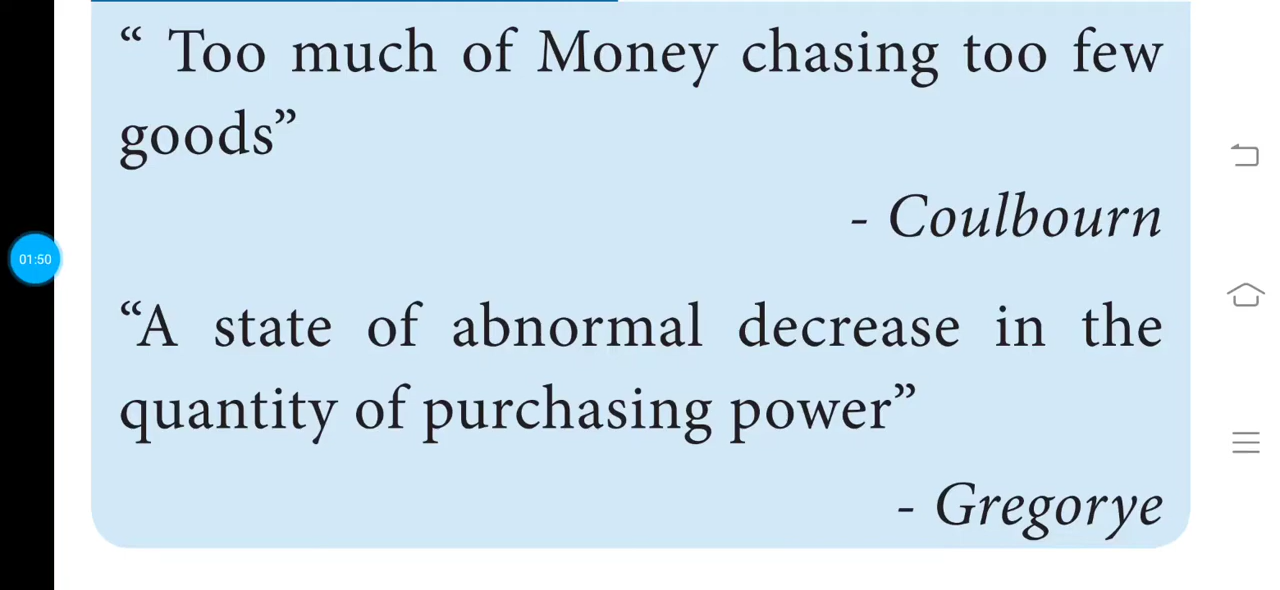 “ Too much of Money chasing too few
goods”
- Coulbourn
01:50
“A state of abnormal decrease in the
quantity of purchasing power”
- Gregorye